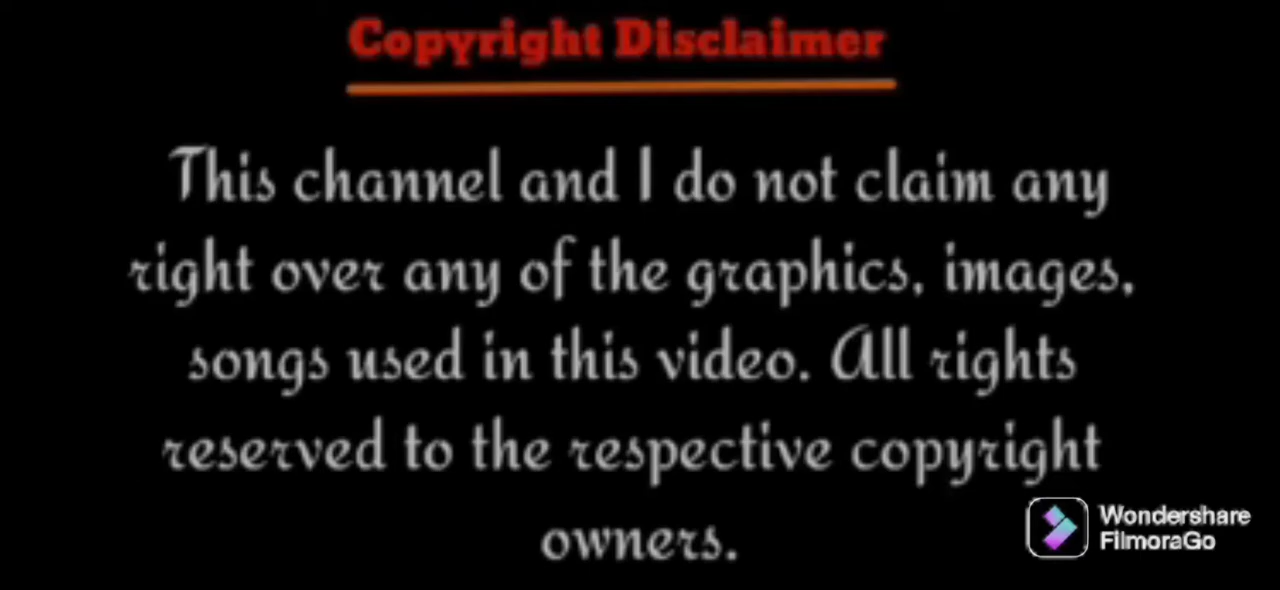 Copyright Disclaimer
This channel and I do not claim any
right over any of the graphics, images,
songs used in this video. All rights
reserved to the respective copyright
owners.
Wondershare
FilmoraGo